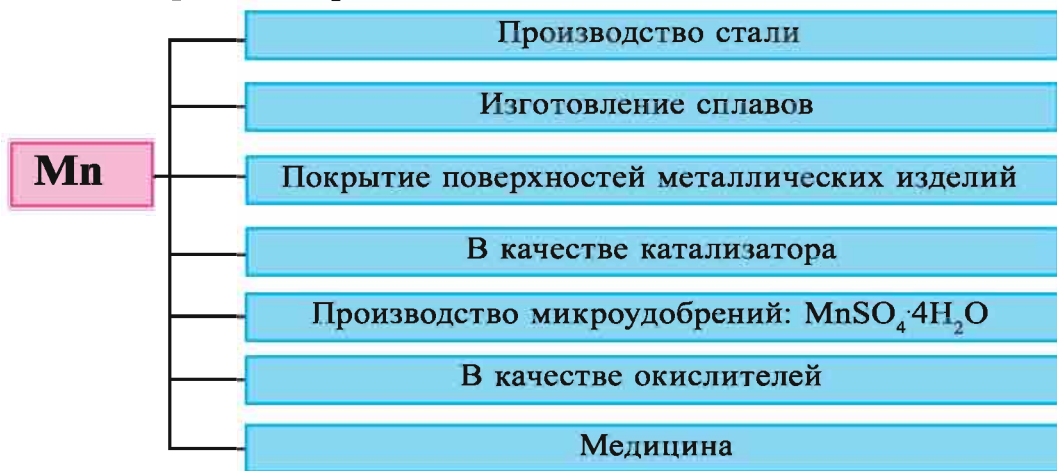 Производство стали
Изготовление сплавов
Mn
Покрытие поверхностей металлических изделий
В качестве катализатора
Производство микроудобрений: MnSO₄·4H₂O
В качестве окислителей
Медицина